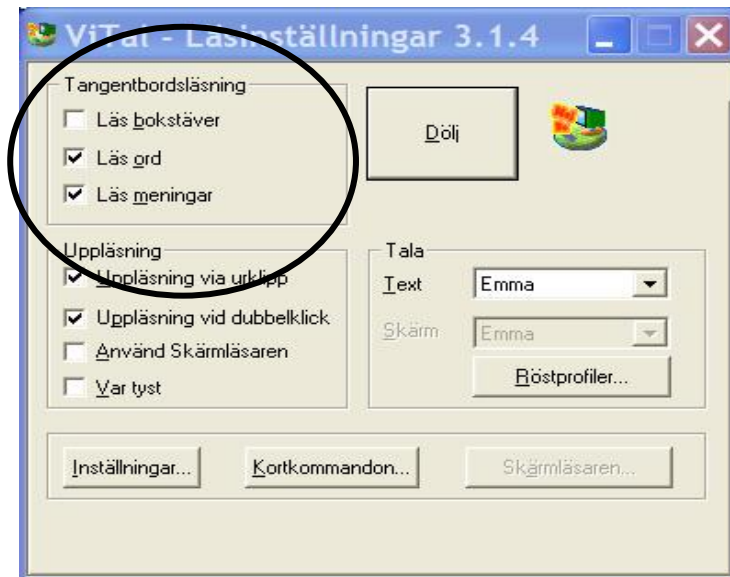 ViTal - Läsinställningar 3.1.4
Tangentbordsläsning
Läs bokstäver
Läs ord
Läs meningar
Dölj
Uppläsning
Uppläsning via urklipp
Uppläsning vid dubbelklick
Använd Skärmläsaren
Var tyst
Tala
Text Emma
Skärm Emma
Röstprofiler...
Inställningar... Kortkommandon... Skärmläsaren...